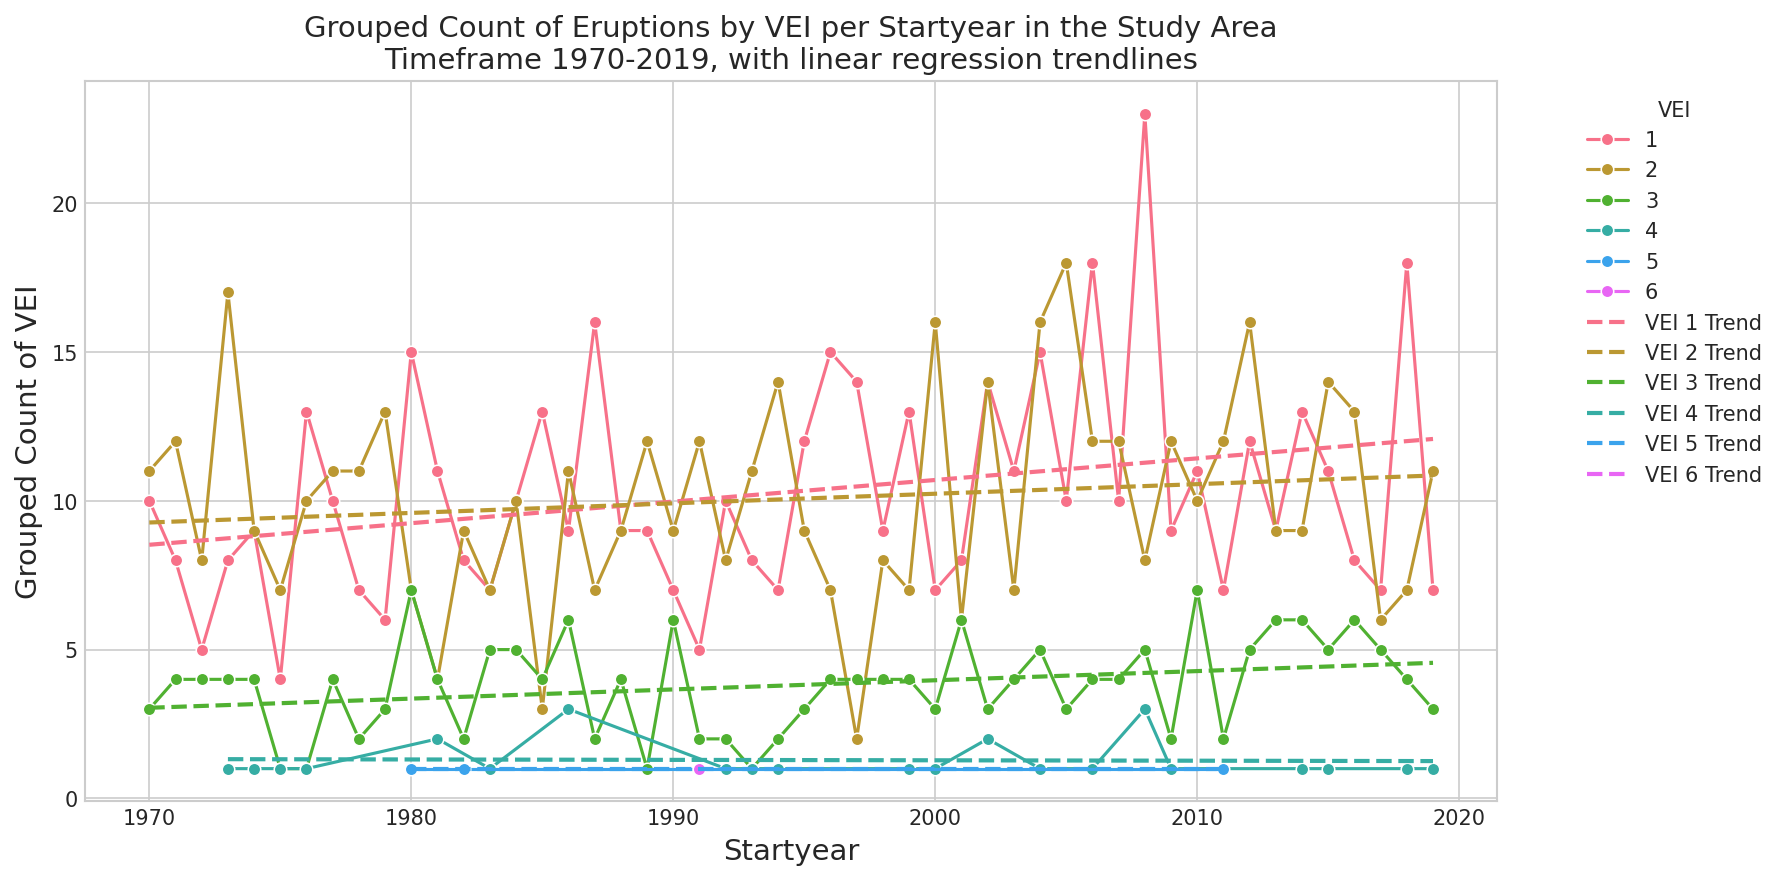 Grouped Count of Eruptions by VEI per Startyear in the Study Area
Timeframe 1970-2019, with linear regression trendlines
Grouped Count of VEI
20
15
10
5
0
1970
1980
1990
2000
2010
2020
Startyear
VEI
1
2
3
4
5
6
VEI 1 Trend
VEI 2 Trend
VEI 3 Trend
VEI 4 Trend
VEI 5 Trend
VEI 6 Trend